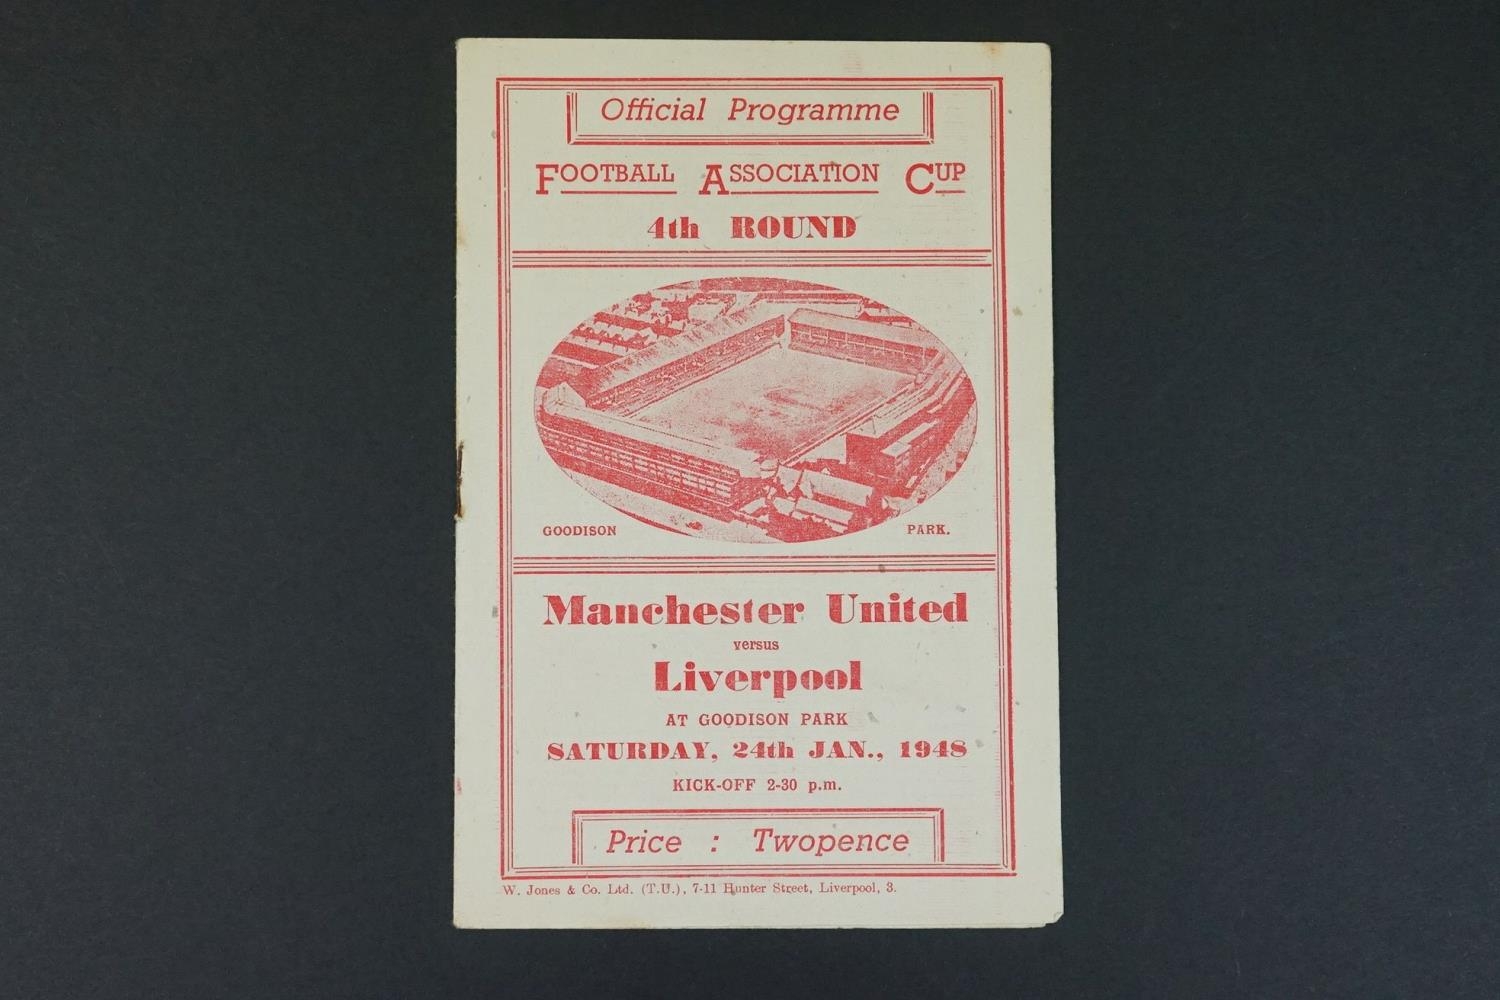 Official Programme
FOOTBALL ASSOCIATION CUP
4th ROUND
GOODISON PARK.
Manchester United
versus
Liverpool
AT GOODISON PARK
SATURDAY, 24th JAN., 1948
KICK-OFF 2-30 p.m.
Price : Twopence
W. Jones & Co. Ltd. (T.U.), 7-11 Hunter Street, Liverpool, 3.